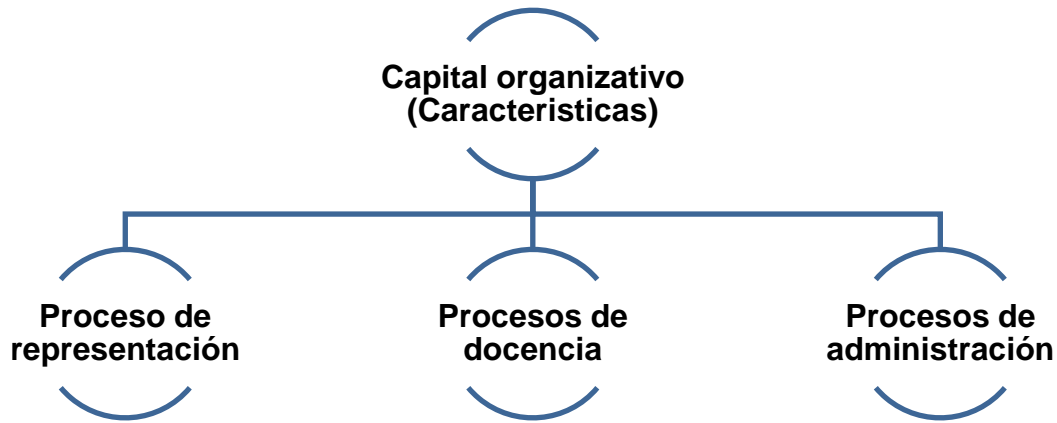 Capital organizativo
(Caracteristicas)
Proceso de
representación
Procesos de
docencia
Procesos de
administración